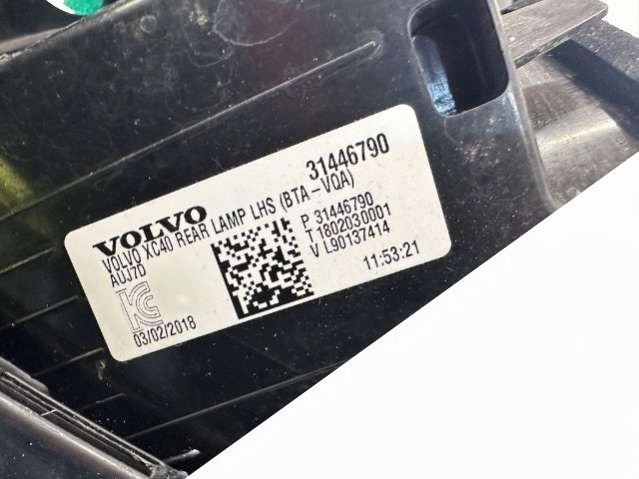 31446790
VOLVO
VOLVO XC40 REAR LAMP LHS (BTA-VQA)
AUJ7D
P 31446790
T 1802030001
V L90137414
KC
03/02/2018
11:53:21